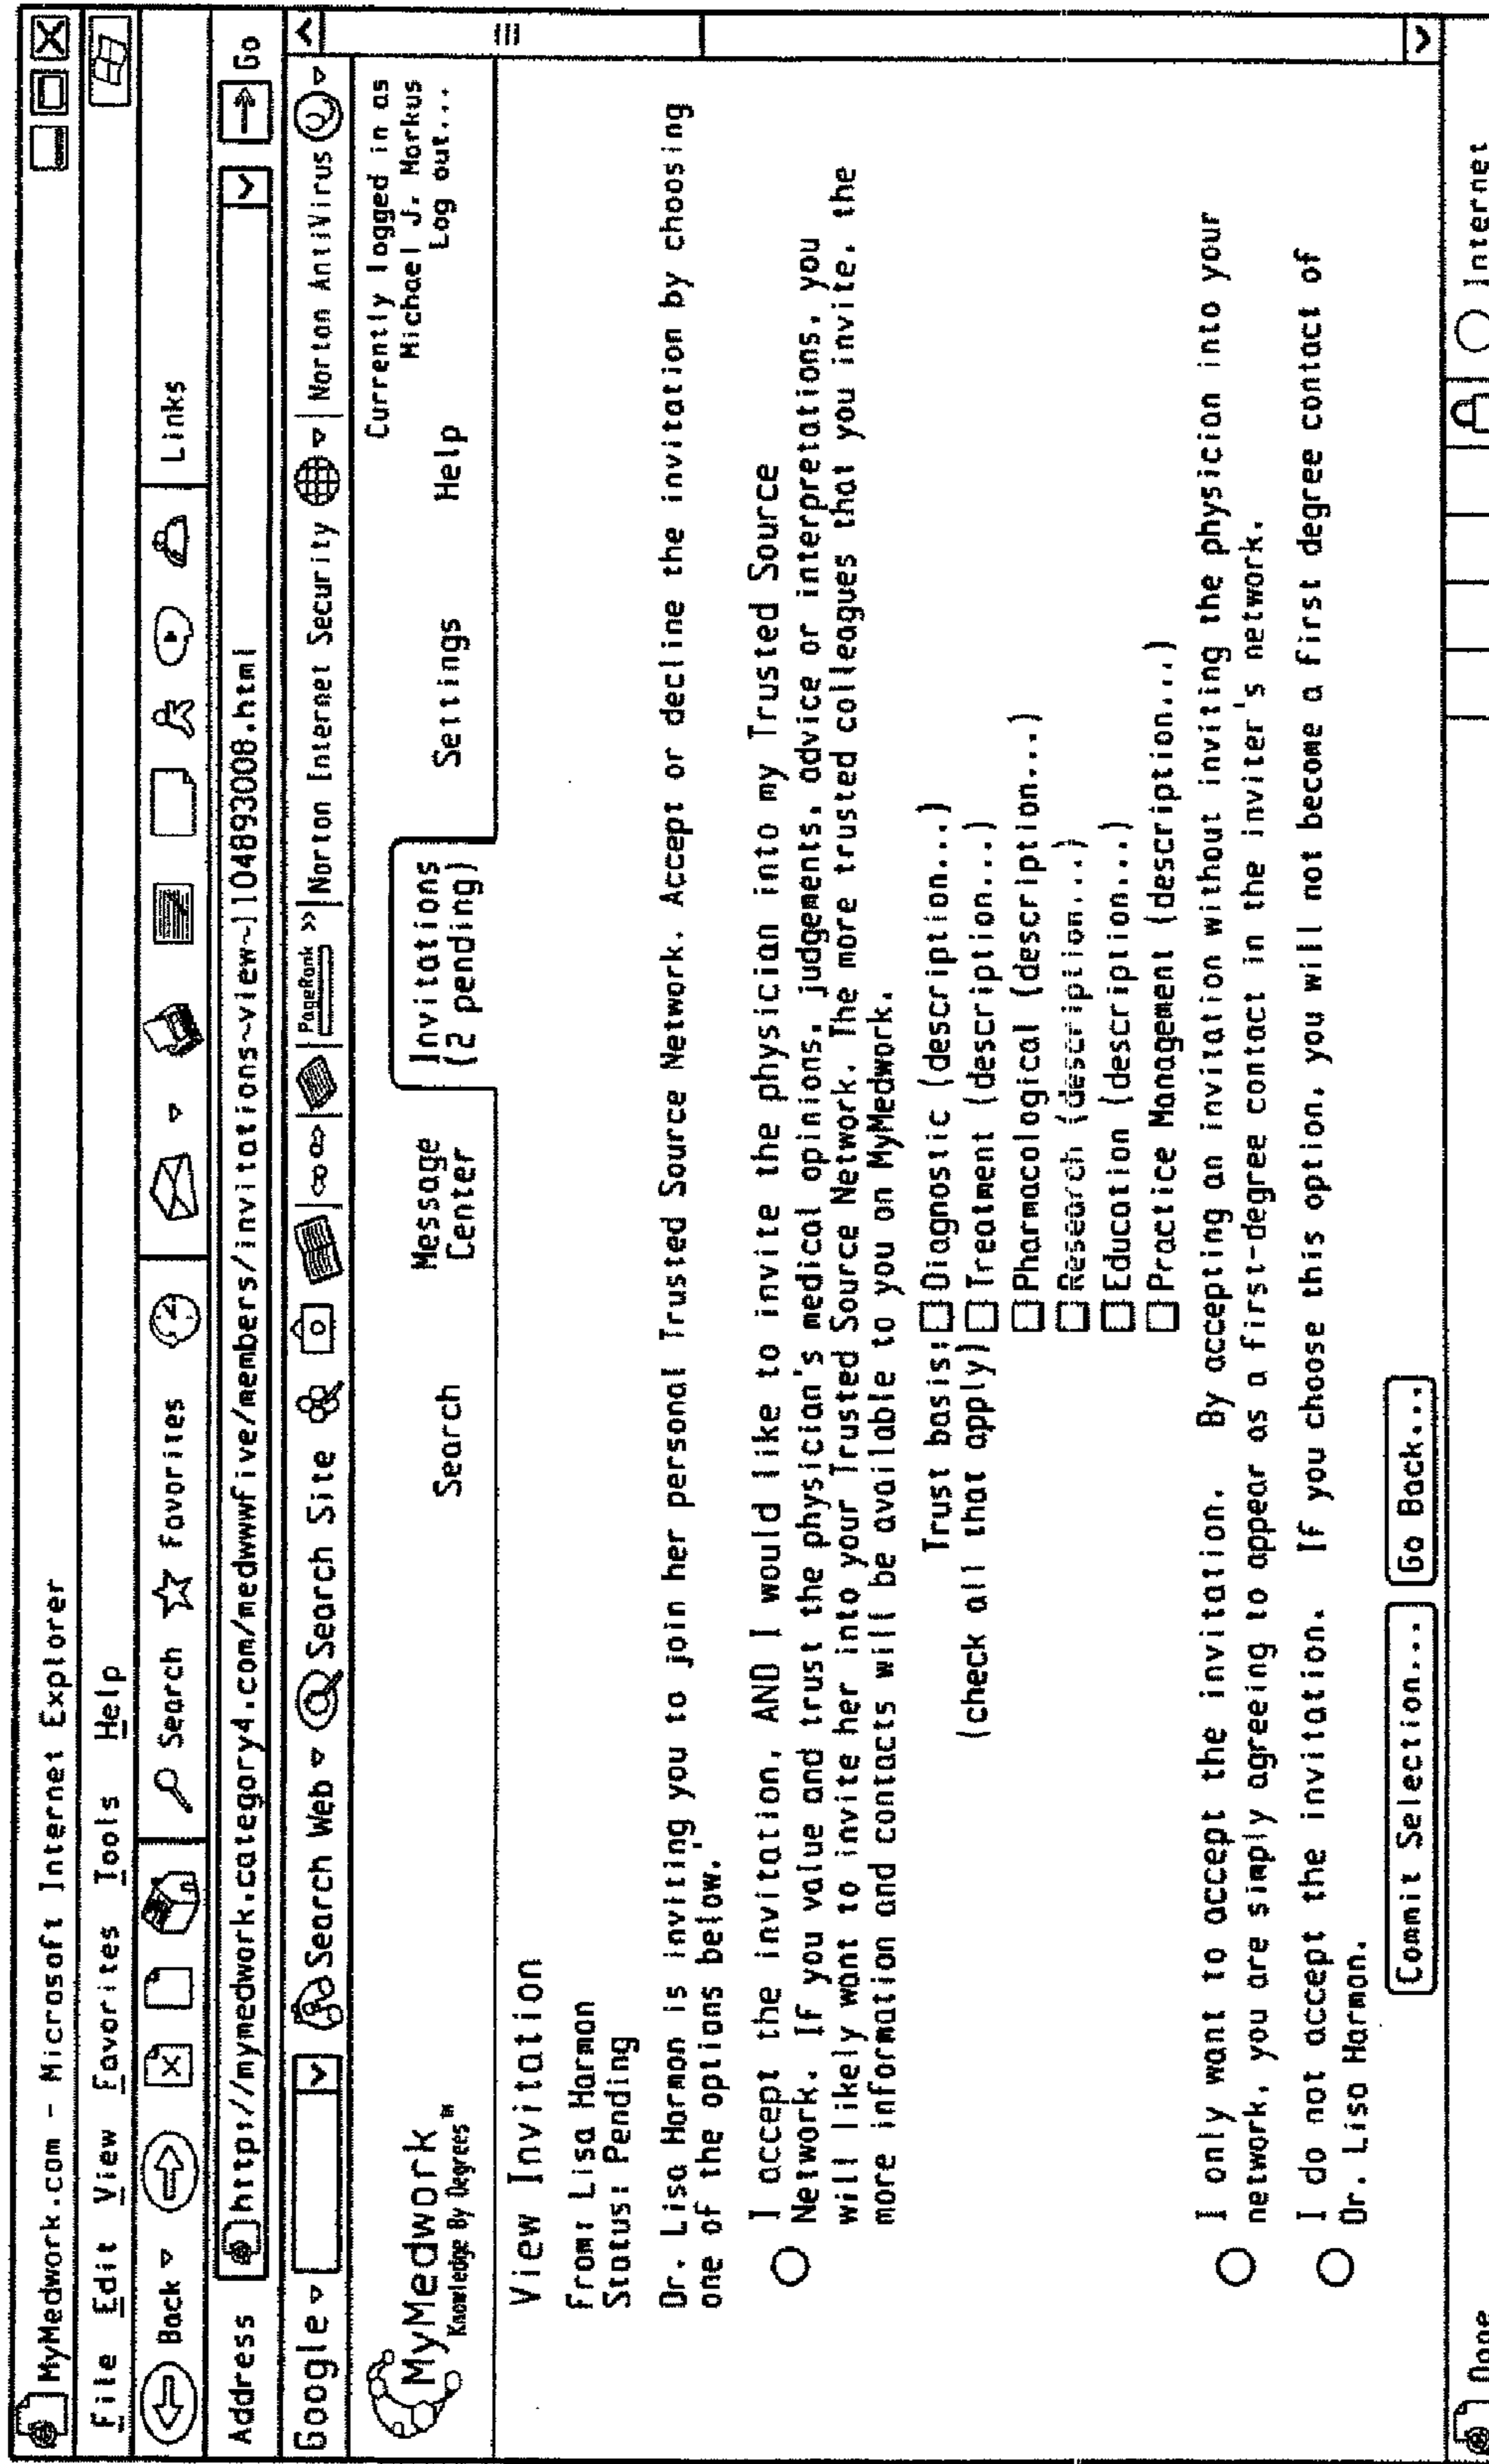 MyMedwork.com - Microsoft Internet Explorer
File Edit View Favorites Tools Help
Back Search Favorites Links
Address http://mymedwork.category4.com/medwwwfive/members/invitations~view~1104893008.html Go
Google Search Web Search Site PageRank >> Norton Internet Security Norton AntiVirus
Currently logged in as
Michael J. Markus
Log out...
MyMedwork
Knowledge By Degrees™
Search
Message
Center
Invitations
(2 pending)
Settings
Help
View Invitation
From: Lisa Harmon
Status: Pending
Dr. Lisa Harmon is inviting you to join her personal Trusted Source Network. Accept or decline the invitation by choosing
one of the options below.
I accept the invitation, AND I would like to invite the physician into my Trusted Source
Network. If you value and trust the physician's medical opinions, judgements, advice or interpretations, you
will likely want to invite her into your Trusted Source Network. The more trusted colleagues that you invite, the
more information and contacts will be available to you on MyMedwork.
Trust basis: Diagnostic (description...)
(check all that apply) Treatment (description...)
Pharmacological (description...)
Research (description...)
Education (description...)
Practice Management (description...)
I only want to accept the invitation. By accepting an invitation without inviting the physician into your
network, you are simply agreeing to appear as a first-degree contact in the inviter's network.
I do not accept the invitation. If you choose this option, you will not become a first degree contact of
Dr. Lisa Harmon.
Commit Selection... Go Back...
Done Internet